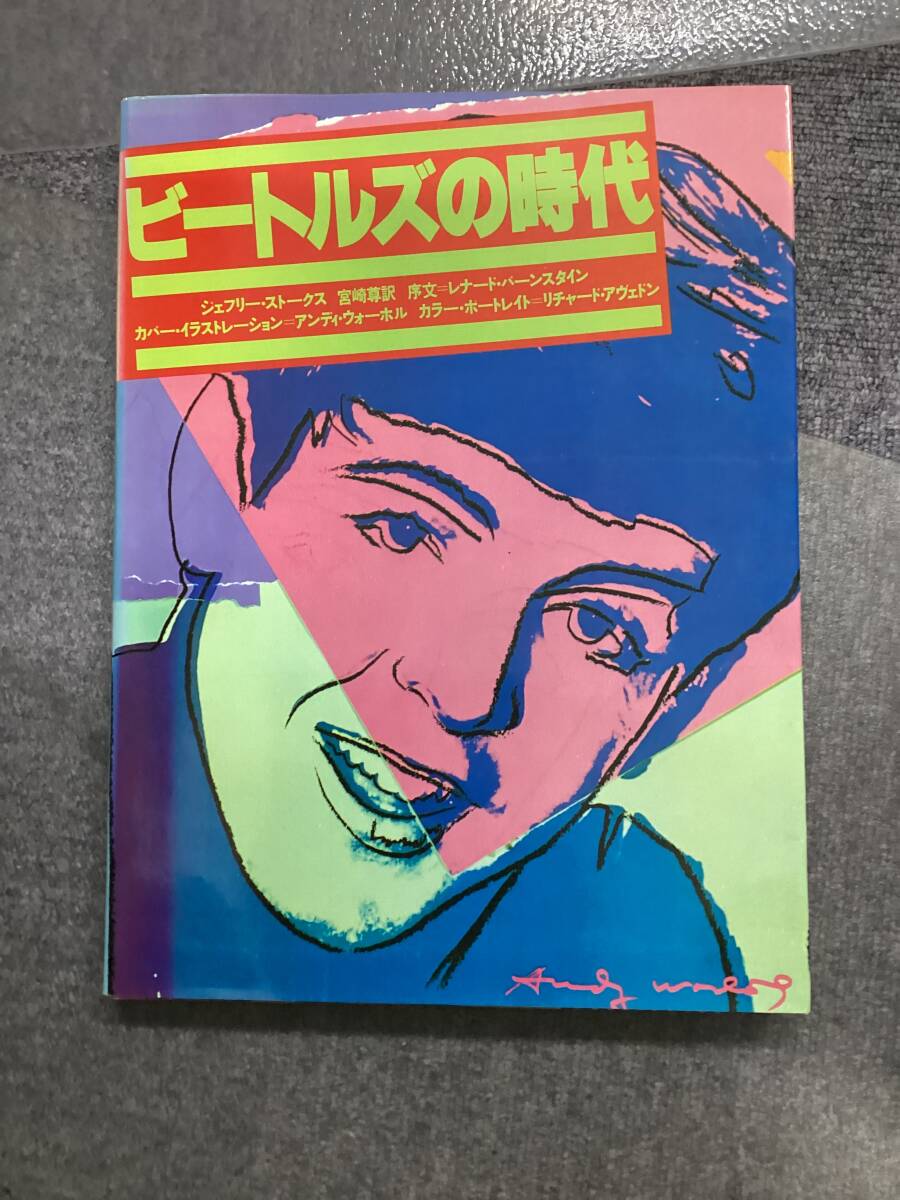 ビートルズの時代
ジェフリー・ストークス 宮崎尊訳 序文=レナード・バーンスタイン
カバー・イラストレーション=アンディ・ウォーホル カラー・ポートレイト=リチャード・アヴェドン
Andy Warhol